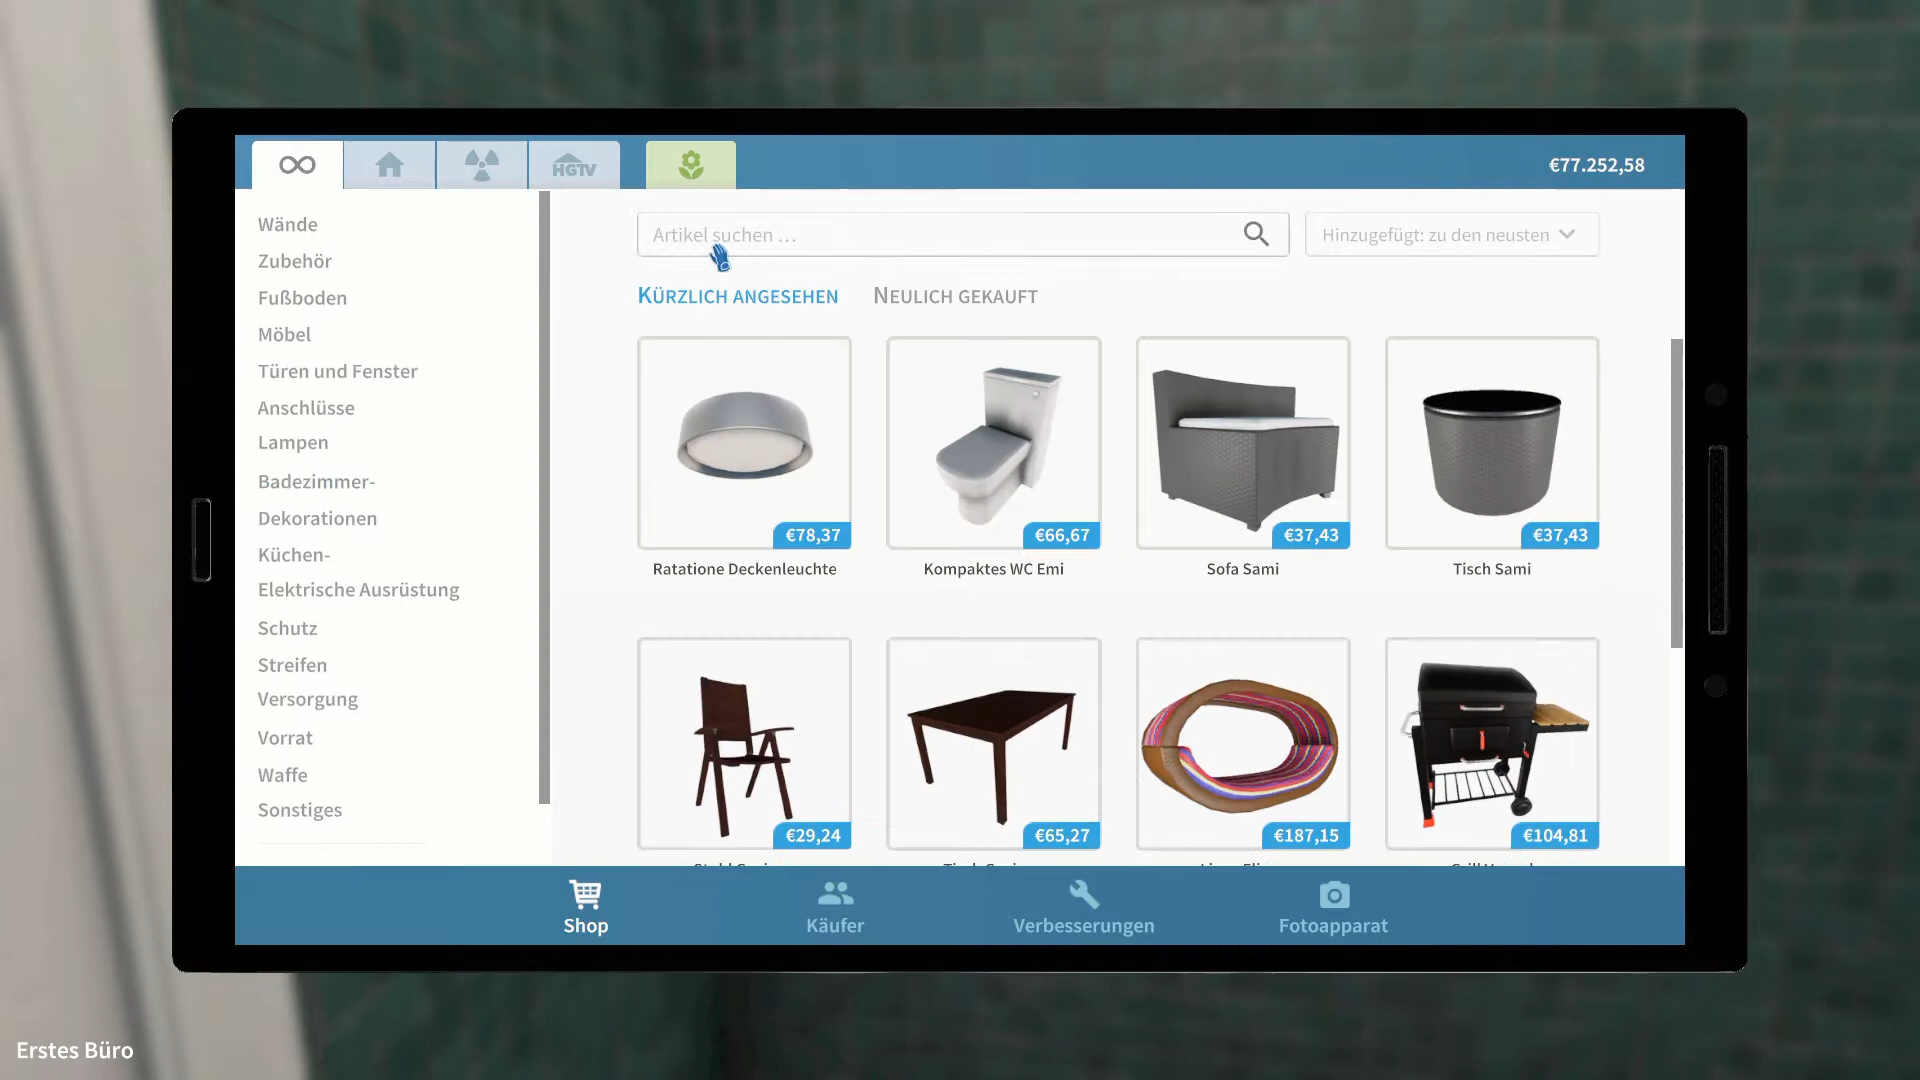 HGTV
€77.252,58
Wände
Zubehör
Fußboden
Möbel
Türen und Fenster
Anschlüsse
Lampen
Badezimmer-
Dekorationen
Küchen-
Elektrische Ausrüstung
Schutz
Streifen
Versorgung
Vorrat
Waffe
Sonstiges
Artikel suchen …
Hinzugefügt: zu den neusten
KÜRZLICH ANGESEHEN
NEULICH GEKAUFT
€78,37
€66,67
€37,43
€37,43
Ratatione Deckenleuchte
Kompaktes WC Emi
Sofa Sami
Tisch Sami
€29,24
€65,27
€187,15
€104,81
Shop
Käufer
Verbesserungen
Fotoapparat
Erstes Büro